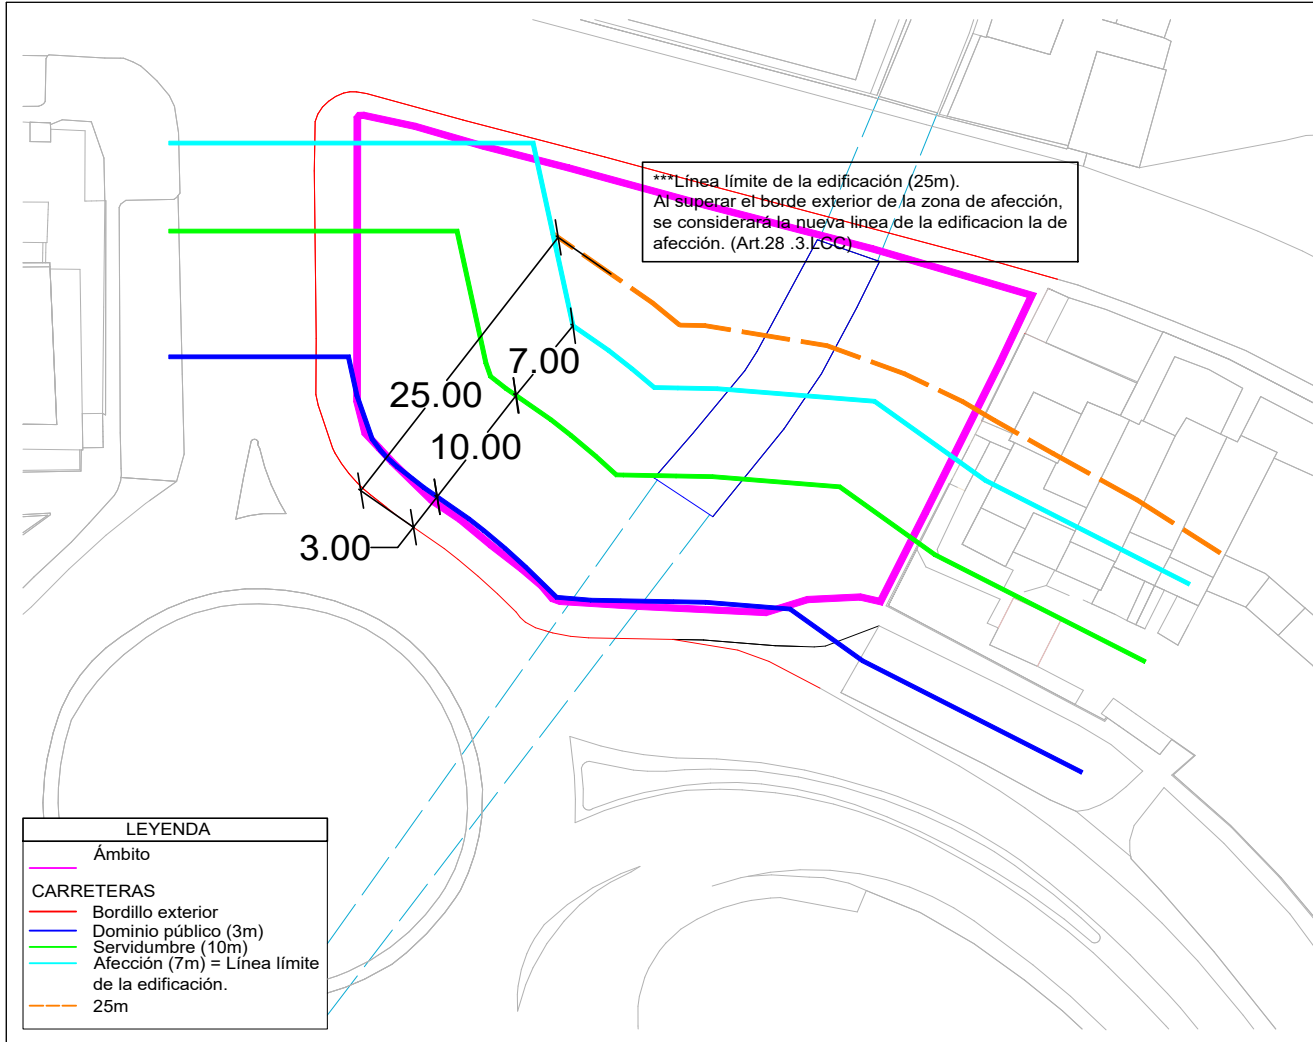 ***Línea límite de la edificación (25m).
Al superar el borde exterior de la zona de afección,
se considerará la nueva linea de la edificacion la de
afección. (Art.28 .3.LCC)
7.00
25.00
10.00
3.00
LEYENDA
Ámbito
CARRETERAS
Bordillo exterior
Dominio público (3m)
Servidumbre (10m)
Afección (7m) = Línea límite
de la edificación.
25m